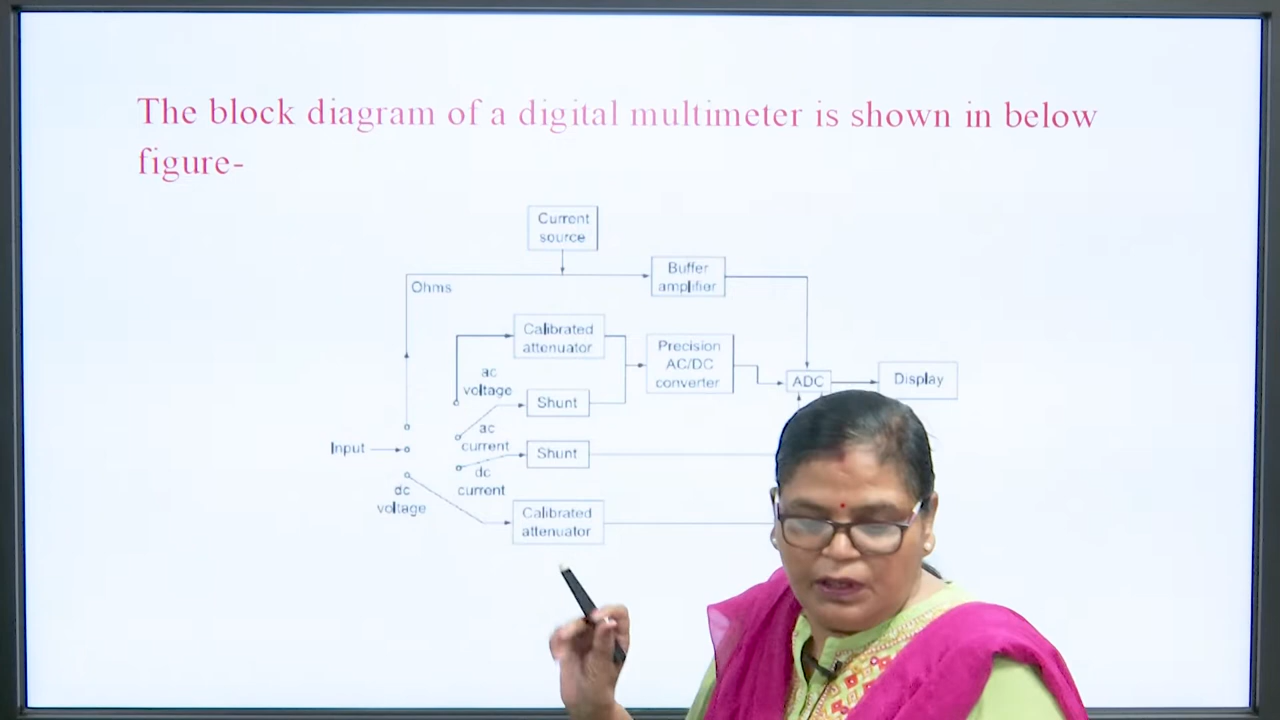 The block diagram of a digital multimeter is shown in below
figure-
Current
source
Ohms
Buffer
amplifier
Calibrated
attenuator
Precision
AC/DC
converter
ac
voltage
ADC
Display
Shunt
ac
current
Input
Shunt
dc
current
dc
voltage
Calibrated
attenuator